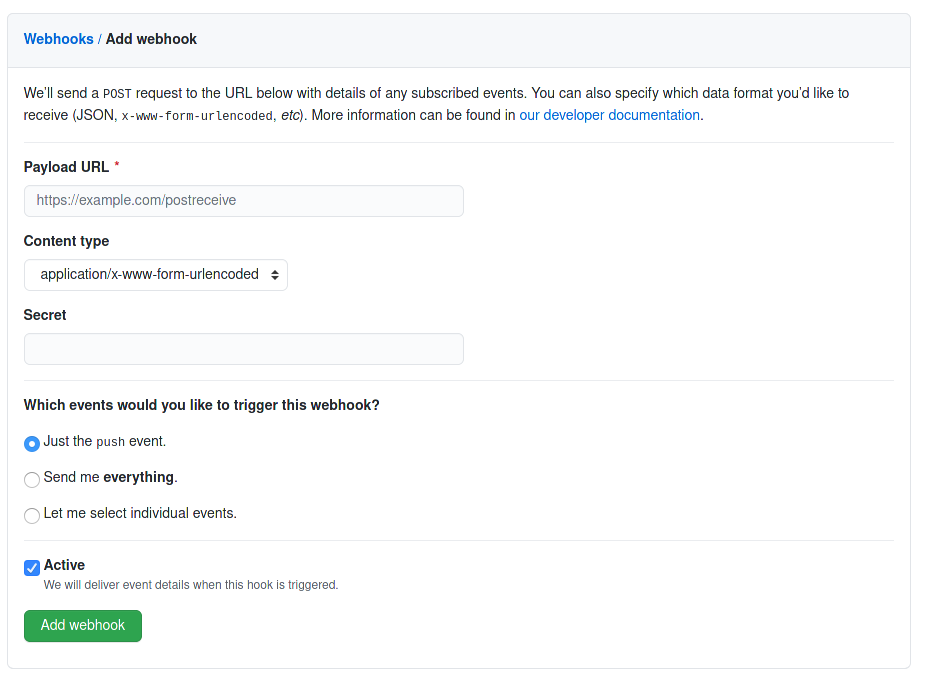 Webhooks / Add webhook
We'll send a POST request to the URL below with details of any subscribed events. You can also specify which data format you'd like to
receive (JSON, x-www-form-urlencoded, etc). More information can be found in our developer documentation.
Payload URL *
https://example.com/postreceive
Content type
application/x-www-form-urlencoded
Secret
Which events would you like to trigger this webhook?
Just the push event.
Send me everything.
Let me select individual events.
Active
We will deliver event details when this hook is triggered.
Add webhook